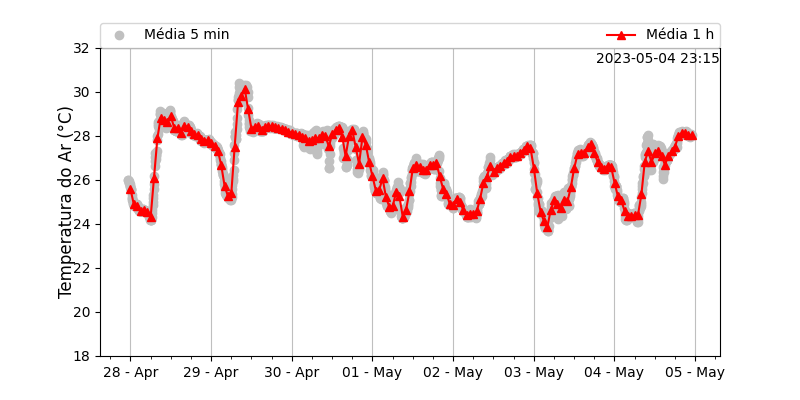 Média 5 min
Média 1 h
2023-05-04 23:15
Temperatura do Ar (°C)
32
30
28
26
24
22
20
18
28 - Apr
29 - Apr
30 - Apr
01 - May
02 - May
03 - May
04 - May
05 - May